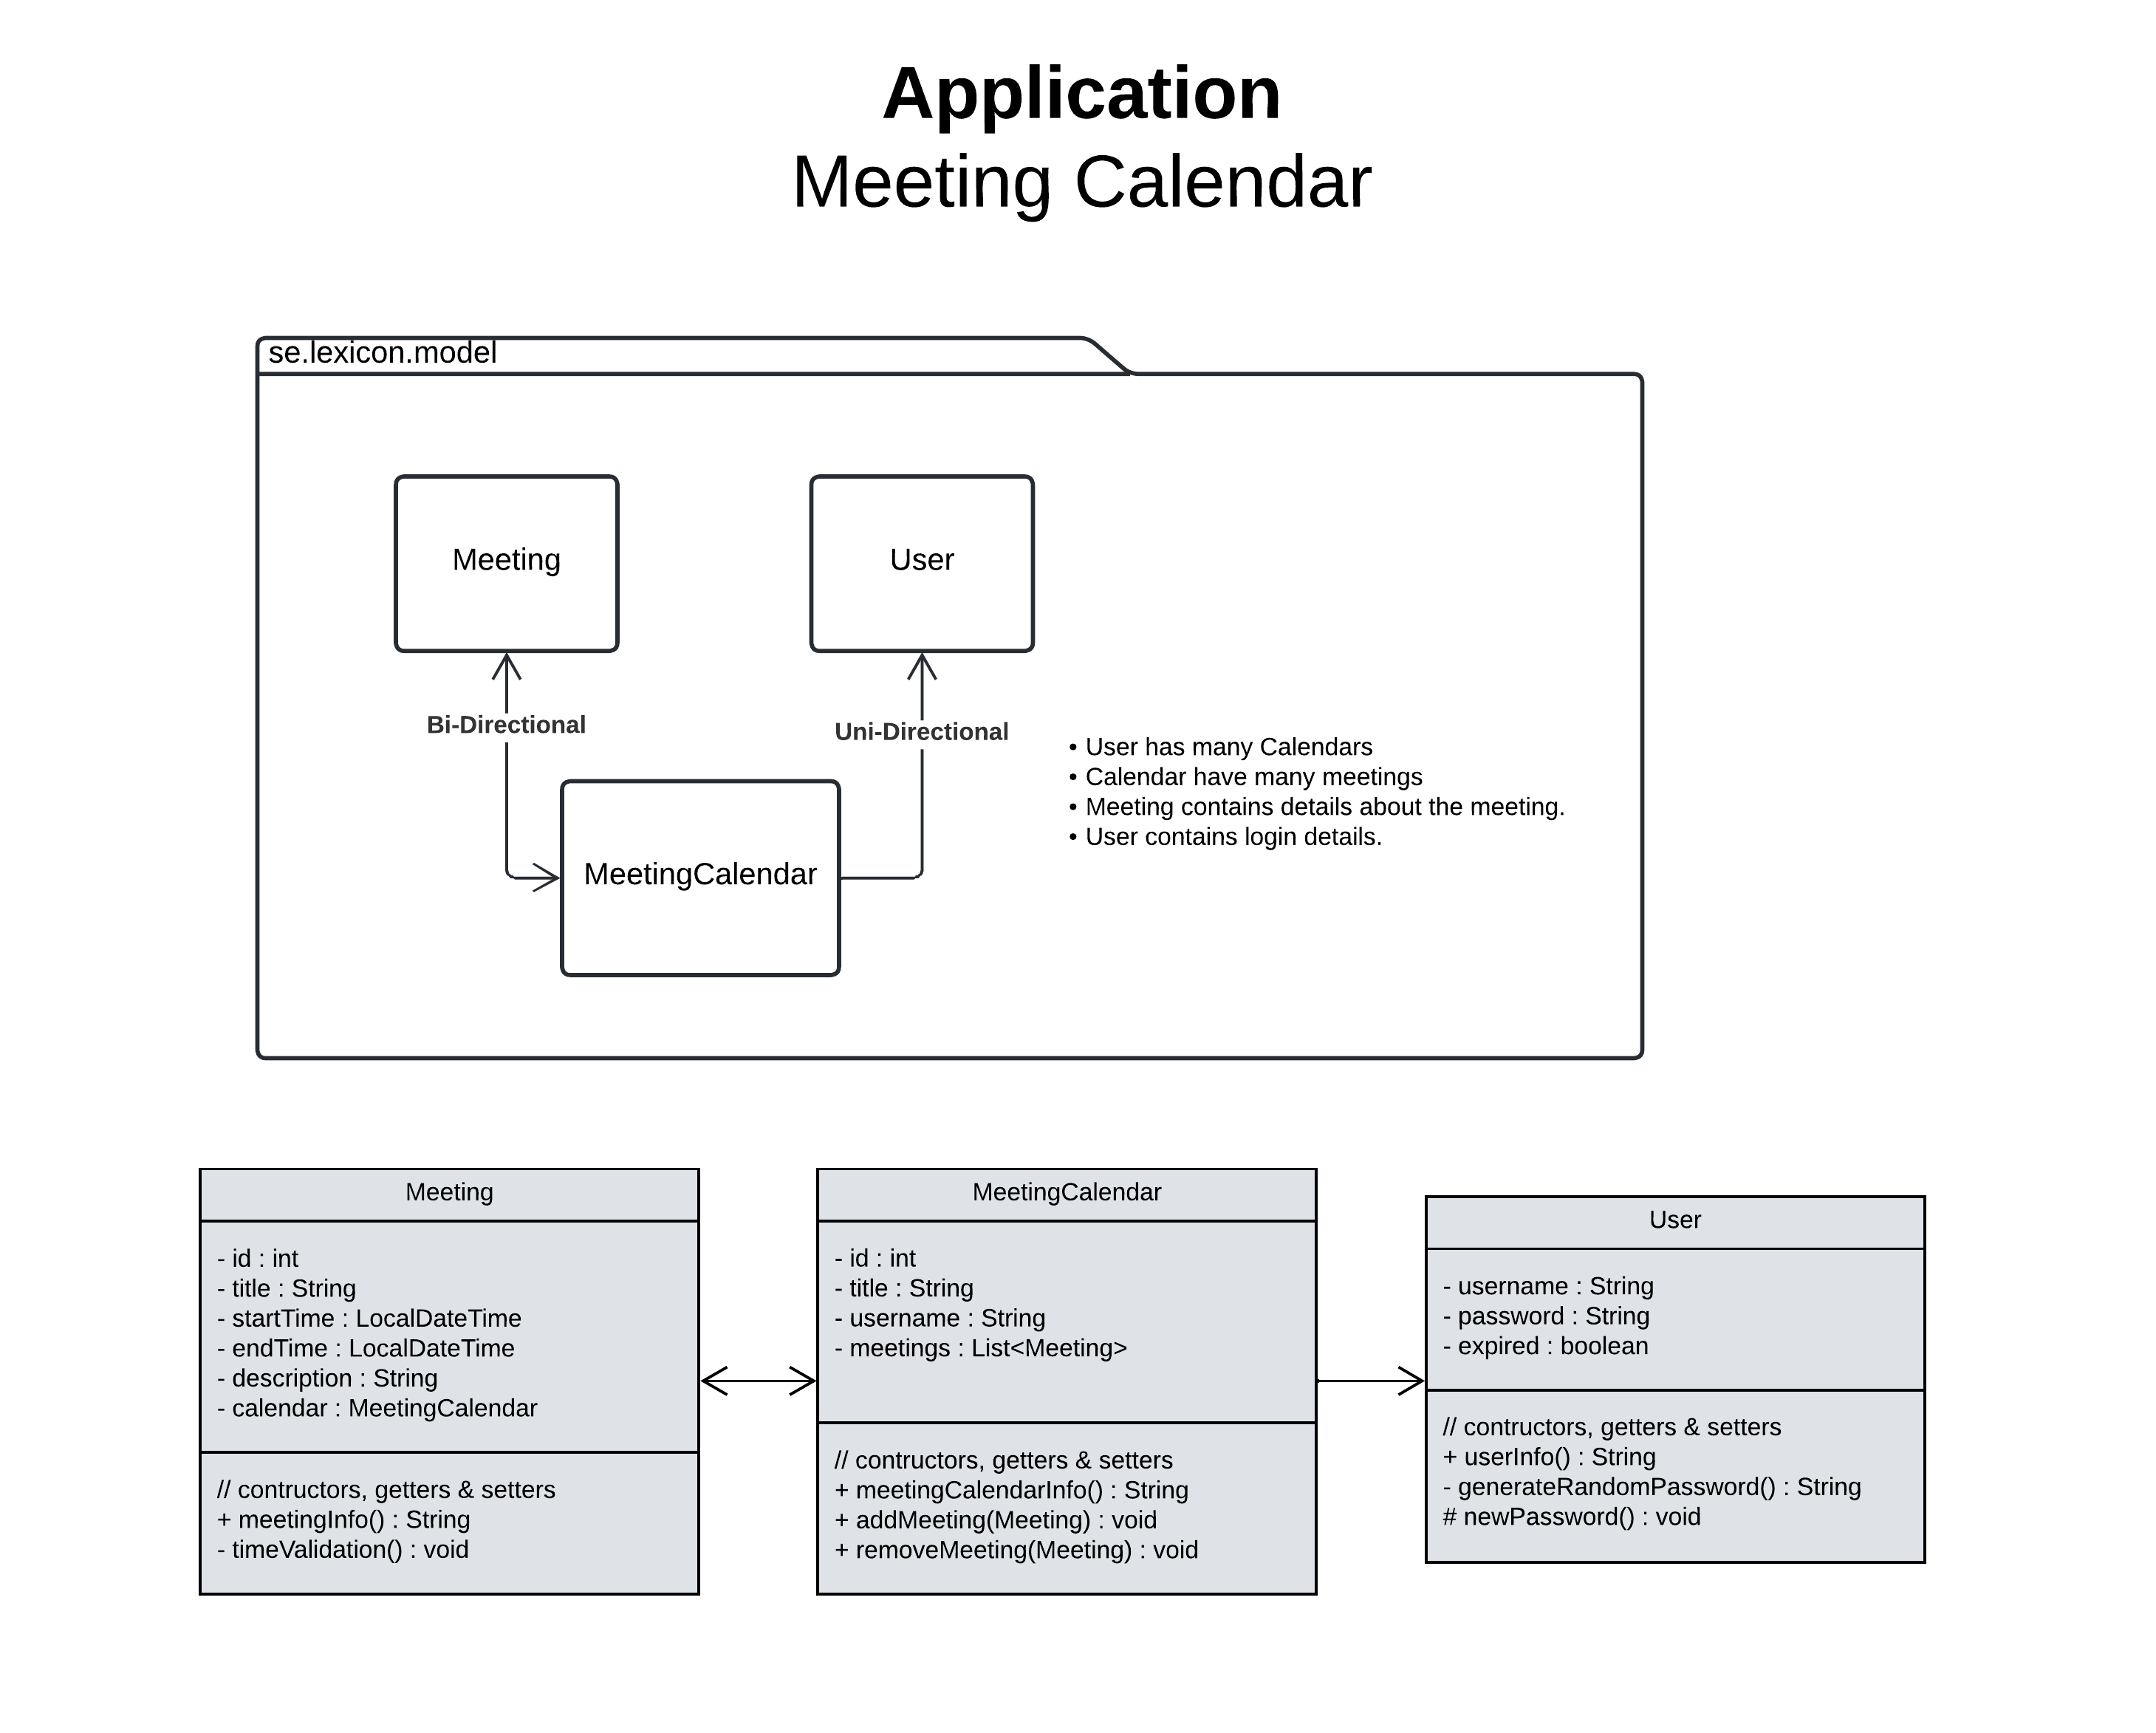 Application
Meeting Calendar
se.lexicon.model
Meeting
User
Bi-Directional
Uni-Directional
• User has many Calendars
• Calendar have many meetings
• Meeting contains details about the meeting.
• User contains login details.
MeetingCalendar
Meeting
- id : int
- title : String
- startTime : LocalDateTime
- endTime : LocalDateTime
- description : String
- calendar : MeetingCalendar
// contructors, getters & setters
+ meetingInfo() : String
- timeValidation() : void
MeetingCalendar
- id : int
- title : String
- username : String
- meetings : List<Meeting>
// contructors, getters & setters
+ meetingCalendarInfo() : String
+ addMeeting(Meeting) : void
+ removeMeeting(Meeting) : void
User
- username : String
- password : String
- expired : boolean
// contructors, getters & setters
+ userInfo() : String
- generateRandomPassword() : String
# newPassword() : void